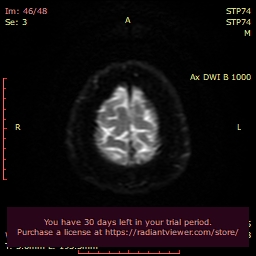 Im: 46/48
Se: 3
A
STP74
STP74
M
Ax DWI B 1000
R
L
You have 30 days left in your trial period.
Purchase a license at https://radiantviewer.com/store/